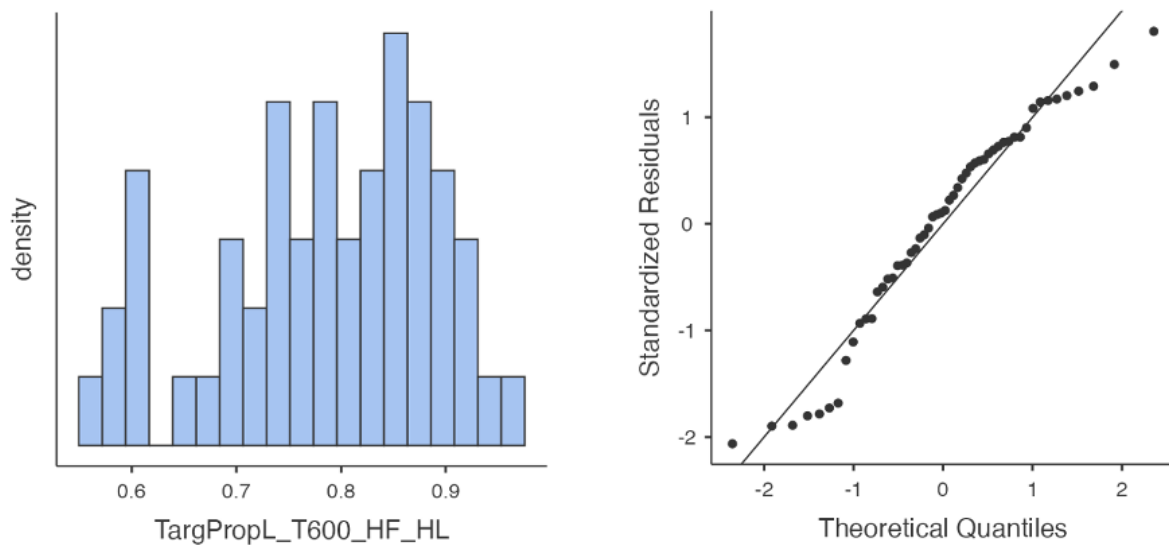 density
0.6 0.7 0.8 0.9
TargPropL_T600_HF_HL
Standardized Residuals
1
0
-1
-2
-2 -1 0 1 2
Theoretical Quantiles